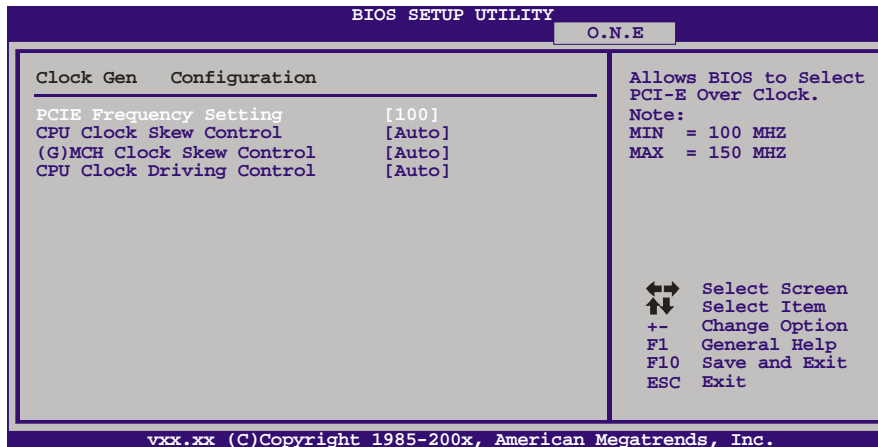 BIOS SETUP UTILITY
O.N.E
Clock Gen Configuration
PCIE Frequency Setting [100]
CPU Clock Skew Control [Auto]
(G)MCH Clock Skew Control [Auto]
CPU Clock Driving Control [Auto]
Allows BIOS to Select
PCI-E Over Clock.
Note:
MIN = 100 MHZ
MAX = 150 MHZ
Select Screen
Select Item
+- Change Option
F1 General Help
F10 Save and Exit
ESC Exit
vxx.xx (C)Copyright 1985-200x, American Megatrends, Inc.